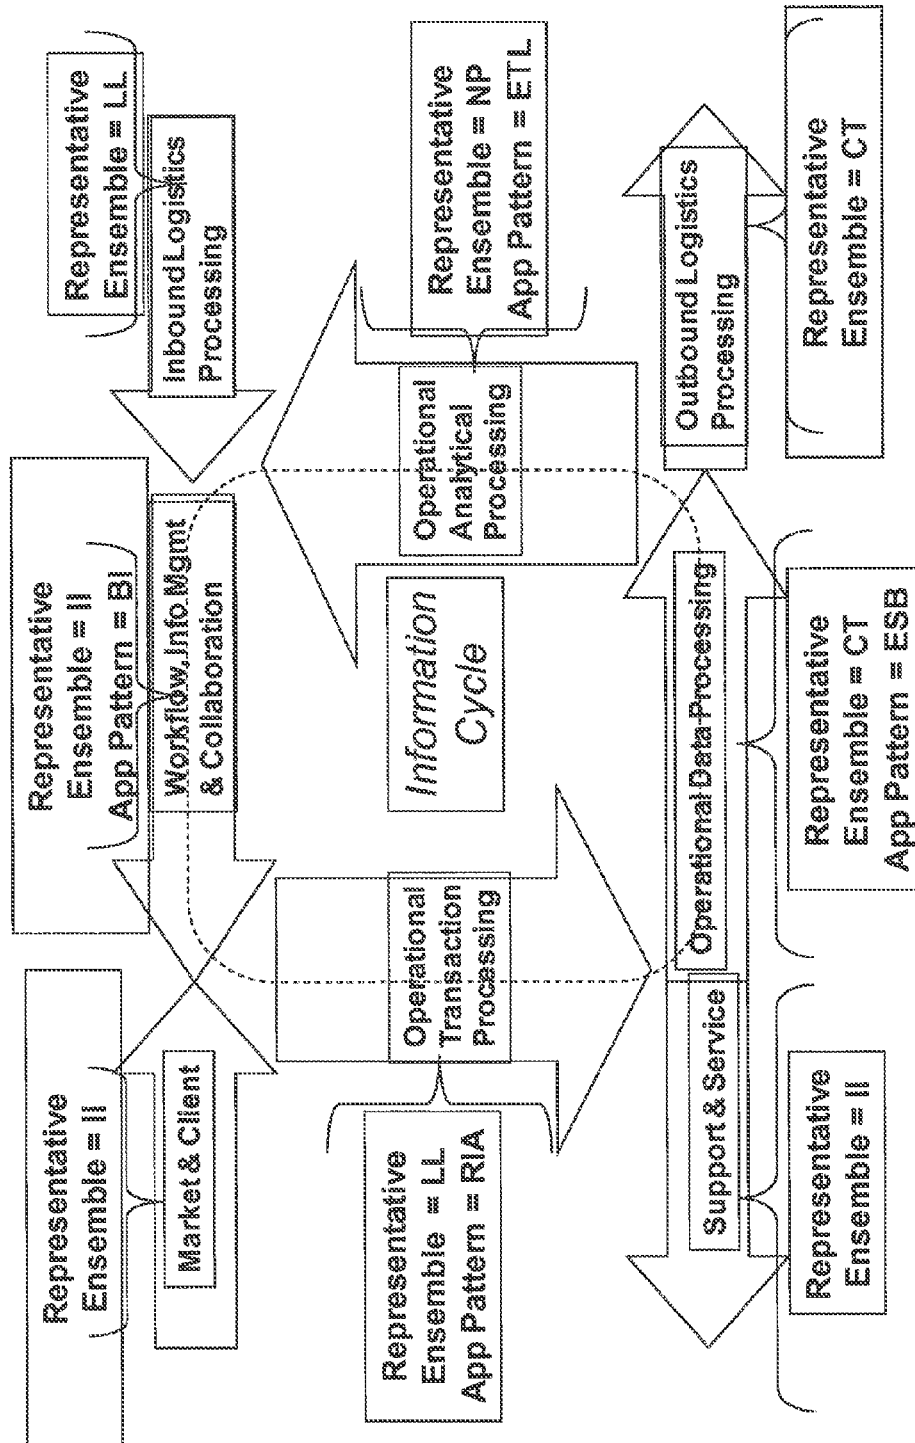 Representative
Ensemble = II
Representative
Ensemble = II
App Pattern = BI
Representative
Ensemble = LL
Market & Client
Workflow, Info Mgmt
& Collaboration
Inbound Logistics
Processing
Representative
Ensemble = LL
App Pattern = RIA
Operational
Transaction
Processing
Information
Cycle
Operational
Analytical
Processing
Representative
Ensemble = NP
App Pattern = ETL
Support & Service
Operational Data Processing
Outbound Logistics
Processing
Representative
Ensemble = II
Representative
Ensemble = CT
App Pattern = ESB
Representative
Ensemble = CT